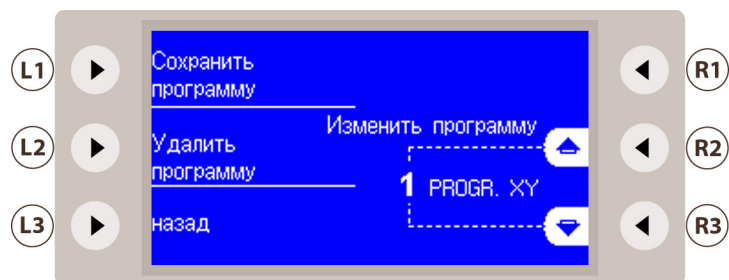 L1
Сохранить
программу
R1
L2
Удалить
программу
Изменить программу
R2
1 PROGR. XY
L3
назад
R3